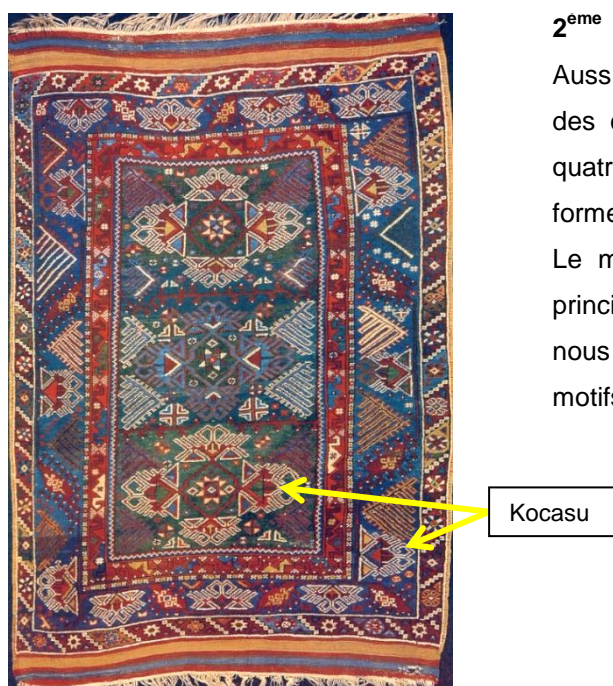 2ème
Auss
des
quatr
forme
Le m
princi
nous
motifs
Kocasu